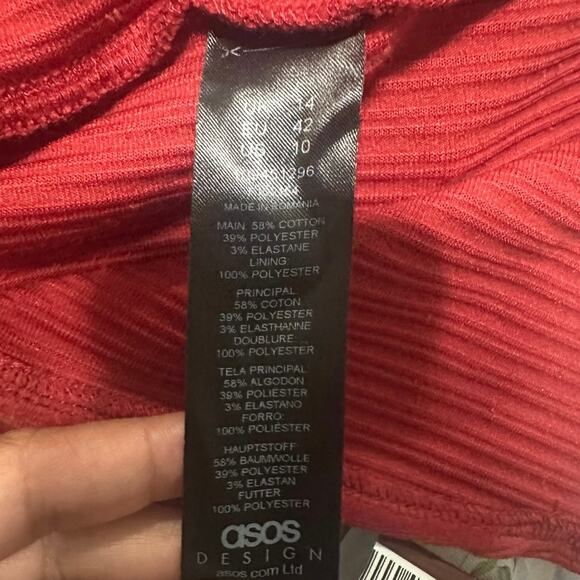 UK 14
EU 42
US 10
MADE IN ROMANIA
MAIN: 58% COTTON
39% POLYESTER
3% ELASTANE
LINING:
100% POLYESTER
PRINCIPAL:
58% COTON
39% POLYESTER
3% ELASTHANNE
DOUBLURE:
100% POLYESTER
TELA PRINCIPAL:
58% ALGODON
39% POLIESTER
3% ELASTANO
FORRO:
100% POLIÉSTER
HAUPTSTOFF:
58% BAUMWOLLE
39% POLYESTER
3% ELASTAN
FUTTER
100% POLYESTER
asos
DESIGN
asos.com Ltd